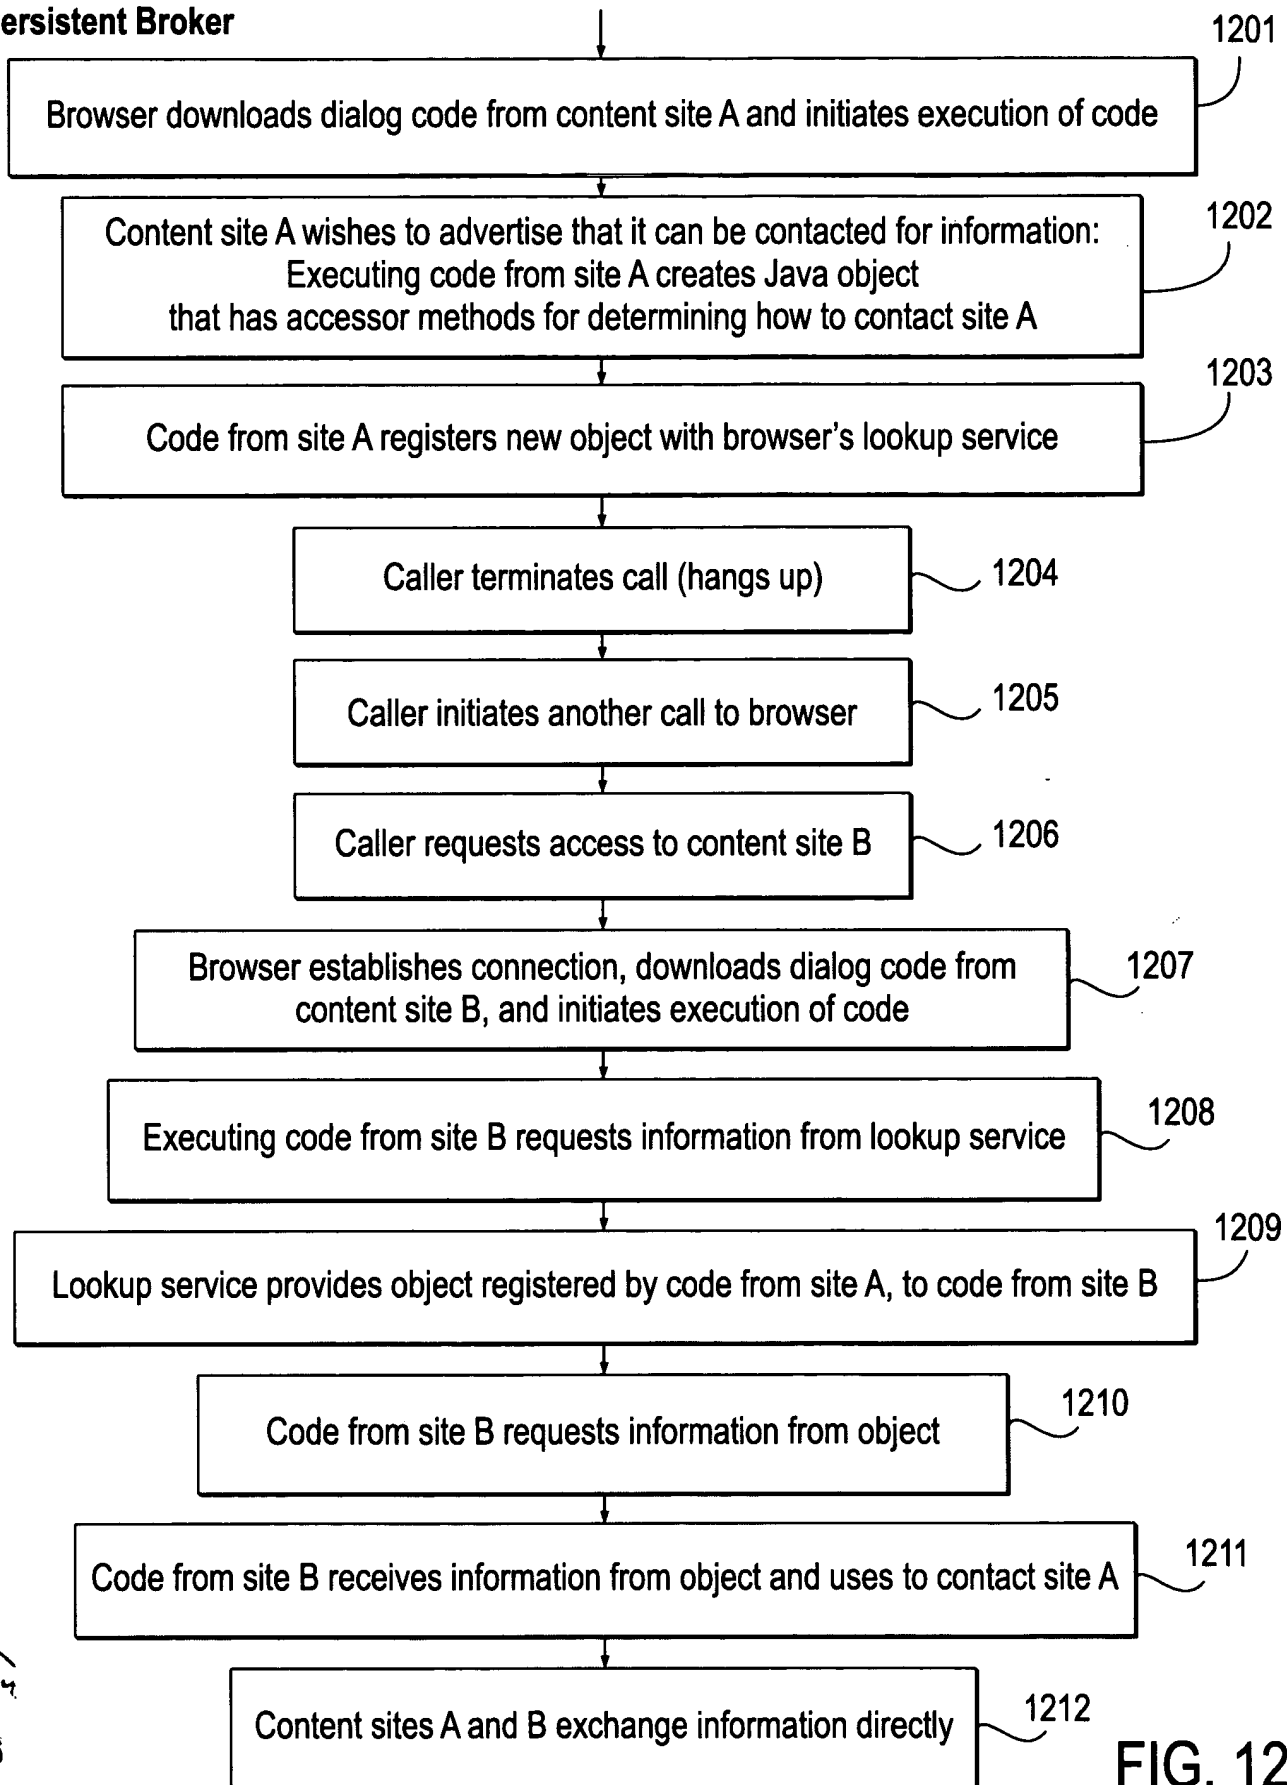 ersistent Broker
1201
Browser downloads dialog code from content site A and initiates execution of code
1202
Content site A wishes to advertise that it can be contacted for information:
Executing code from site A creates Java object
that has accessor methods for determining how to contact site A
1203
Code from site A registers new object with browser's lookup service
Caller terminates call (hangs up)
1204
Caller initiates another call to browser
1205
Caller requests access to content site B
1206
Browser establishes connection, downloads dialog code from
content site B, and initiates execution of code
1207
Executing code from site B requests information from lookup service
1208
1209
Lookup service provides object registered by code from site A, to code from site B
1210
Code from site B requests information from object
1211
Code from site B receives information from object and uses to contact site A
Content sites A and B exchange information directly
1212
FIG. 12